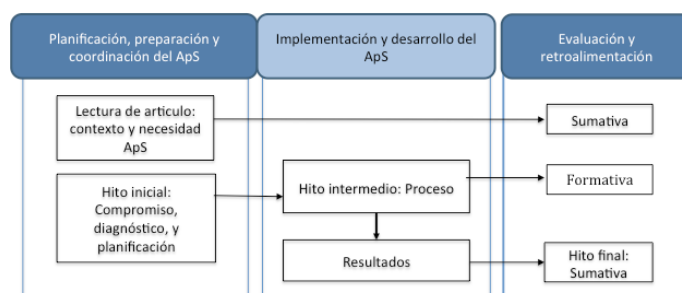 Planificación, preparación y
coordinación del ApS
Implementación y desarrollo del
ApS
Evaluación y
retroalimentación
Lectura de articulo:
contexto y necesidad
ApS
Sumativa
Hito inicial:
Compromiso,
diagnóstico, y
planificación
Hito intermedio: Proceso
Formativa
Resultados
Hito final:
Sumativa